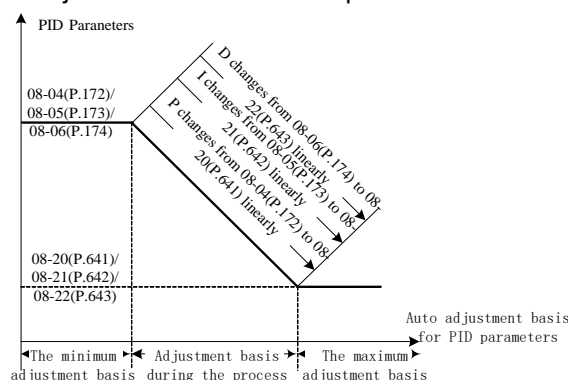 PID Paraneters
08-04(P.172)/
08-05(P.173)/
08-06(P.174)
D changes from 08-06(P.174) to 08-
22(P.643) linearly
I changes from 08-05(P.173) to 08-
21(P.642) linearly
P changes from 08-04(P.172) to 08-
20(P.641) linearly
08-20(P.641)/
08-21(P.642)/
08-22(P.643)
Auto adjustment basis
for PID parameters
The minimum
adjustment basis
Adjustment basis
during the process
The maximum
adjustment basis